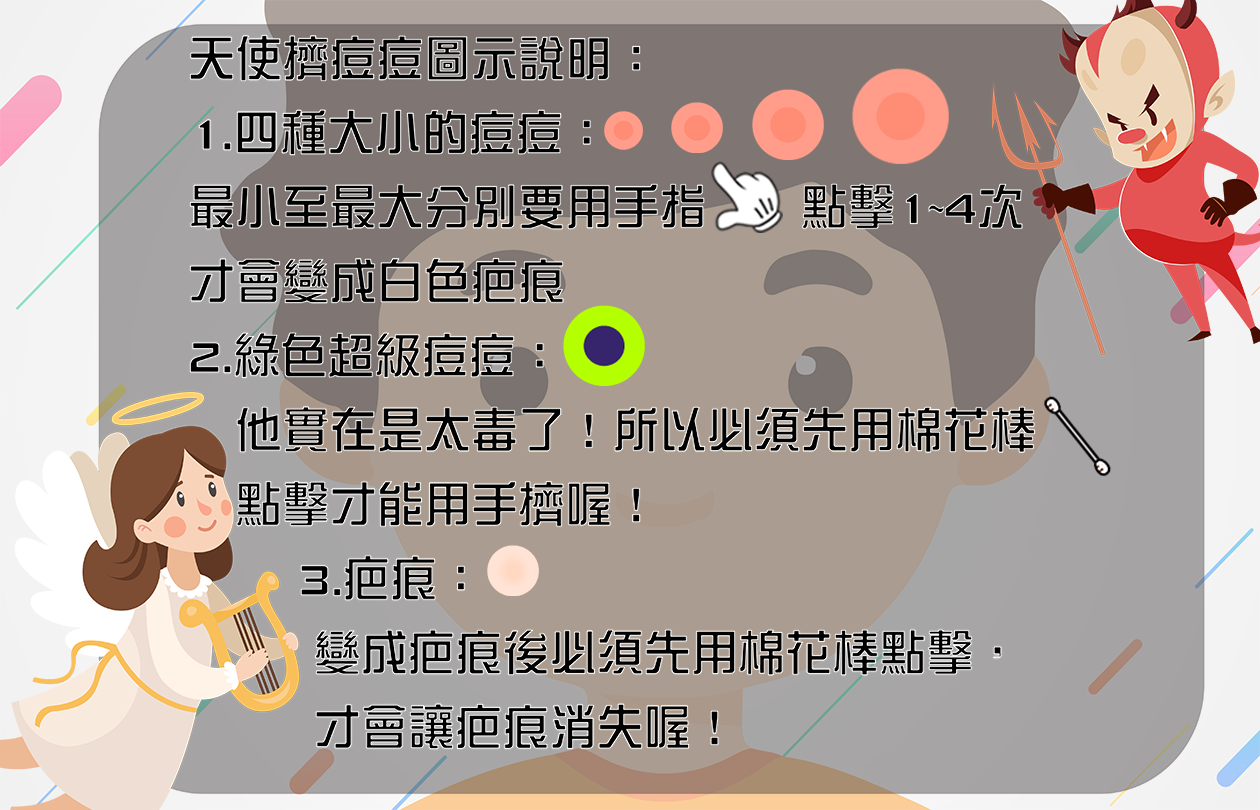 天使擠痘痘圖示說明：
1.四種大小的痘痘：
最小至最大分別要用手指 點擊1~4次
才會變成白色疤痕
2.綠色超級痘痘：
他實在是太毒了！所以必須先用棉花棒
點擊才能用手擠喔！
3.疤痕：
變成疤痕後必須先用棉花棒點擊，
才會讓疤痕消失喔！